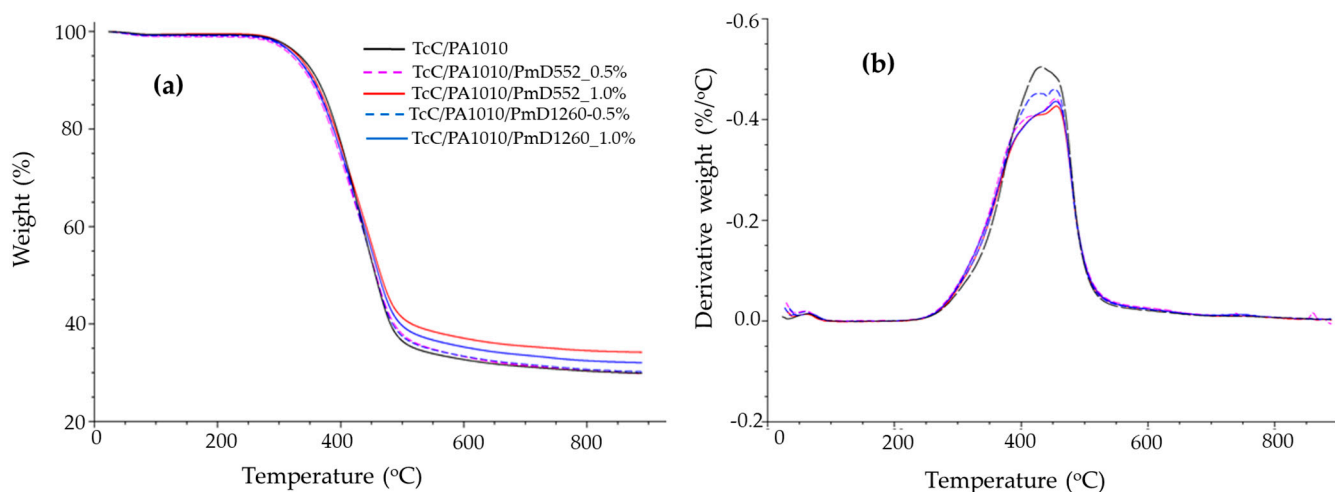 (a)
TcC/PA1010
TcC/PA1010/PmD552_0.5%
TcC/PA1010/PmD552_1.0%
TcC/PA1010/PmD1260-0.5%
TcC/PA1010/PmD1260_1.0%
Weight (%)
100
80
60
40
20
0 200 400 600 800
Temperature (°C)
(b)
Derivative weight (%/°C)
-0.6
-0.4
-0.2
0.0
-0.2
0 200 400 600 800
Temperature (°C)